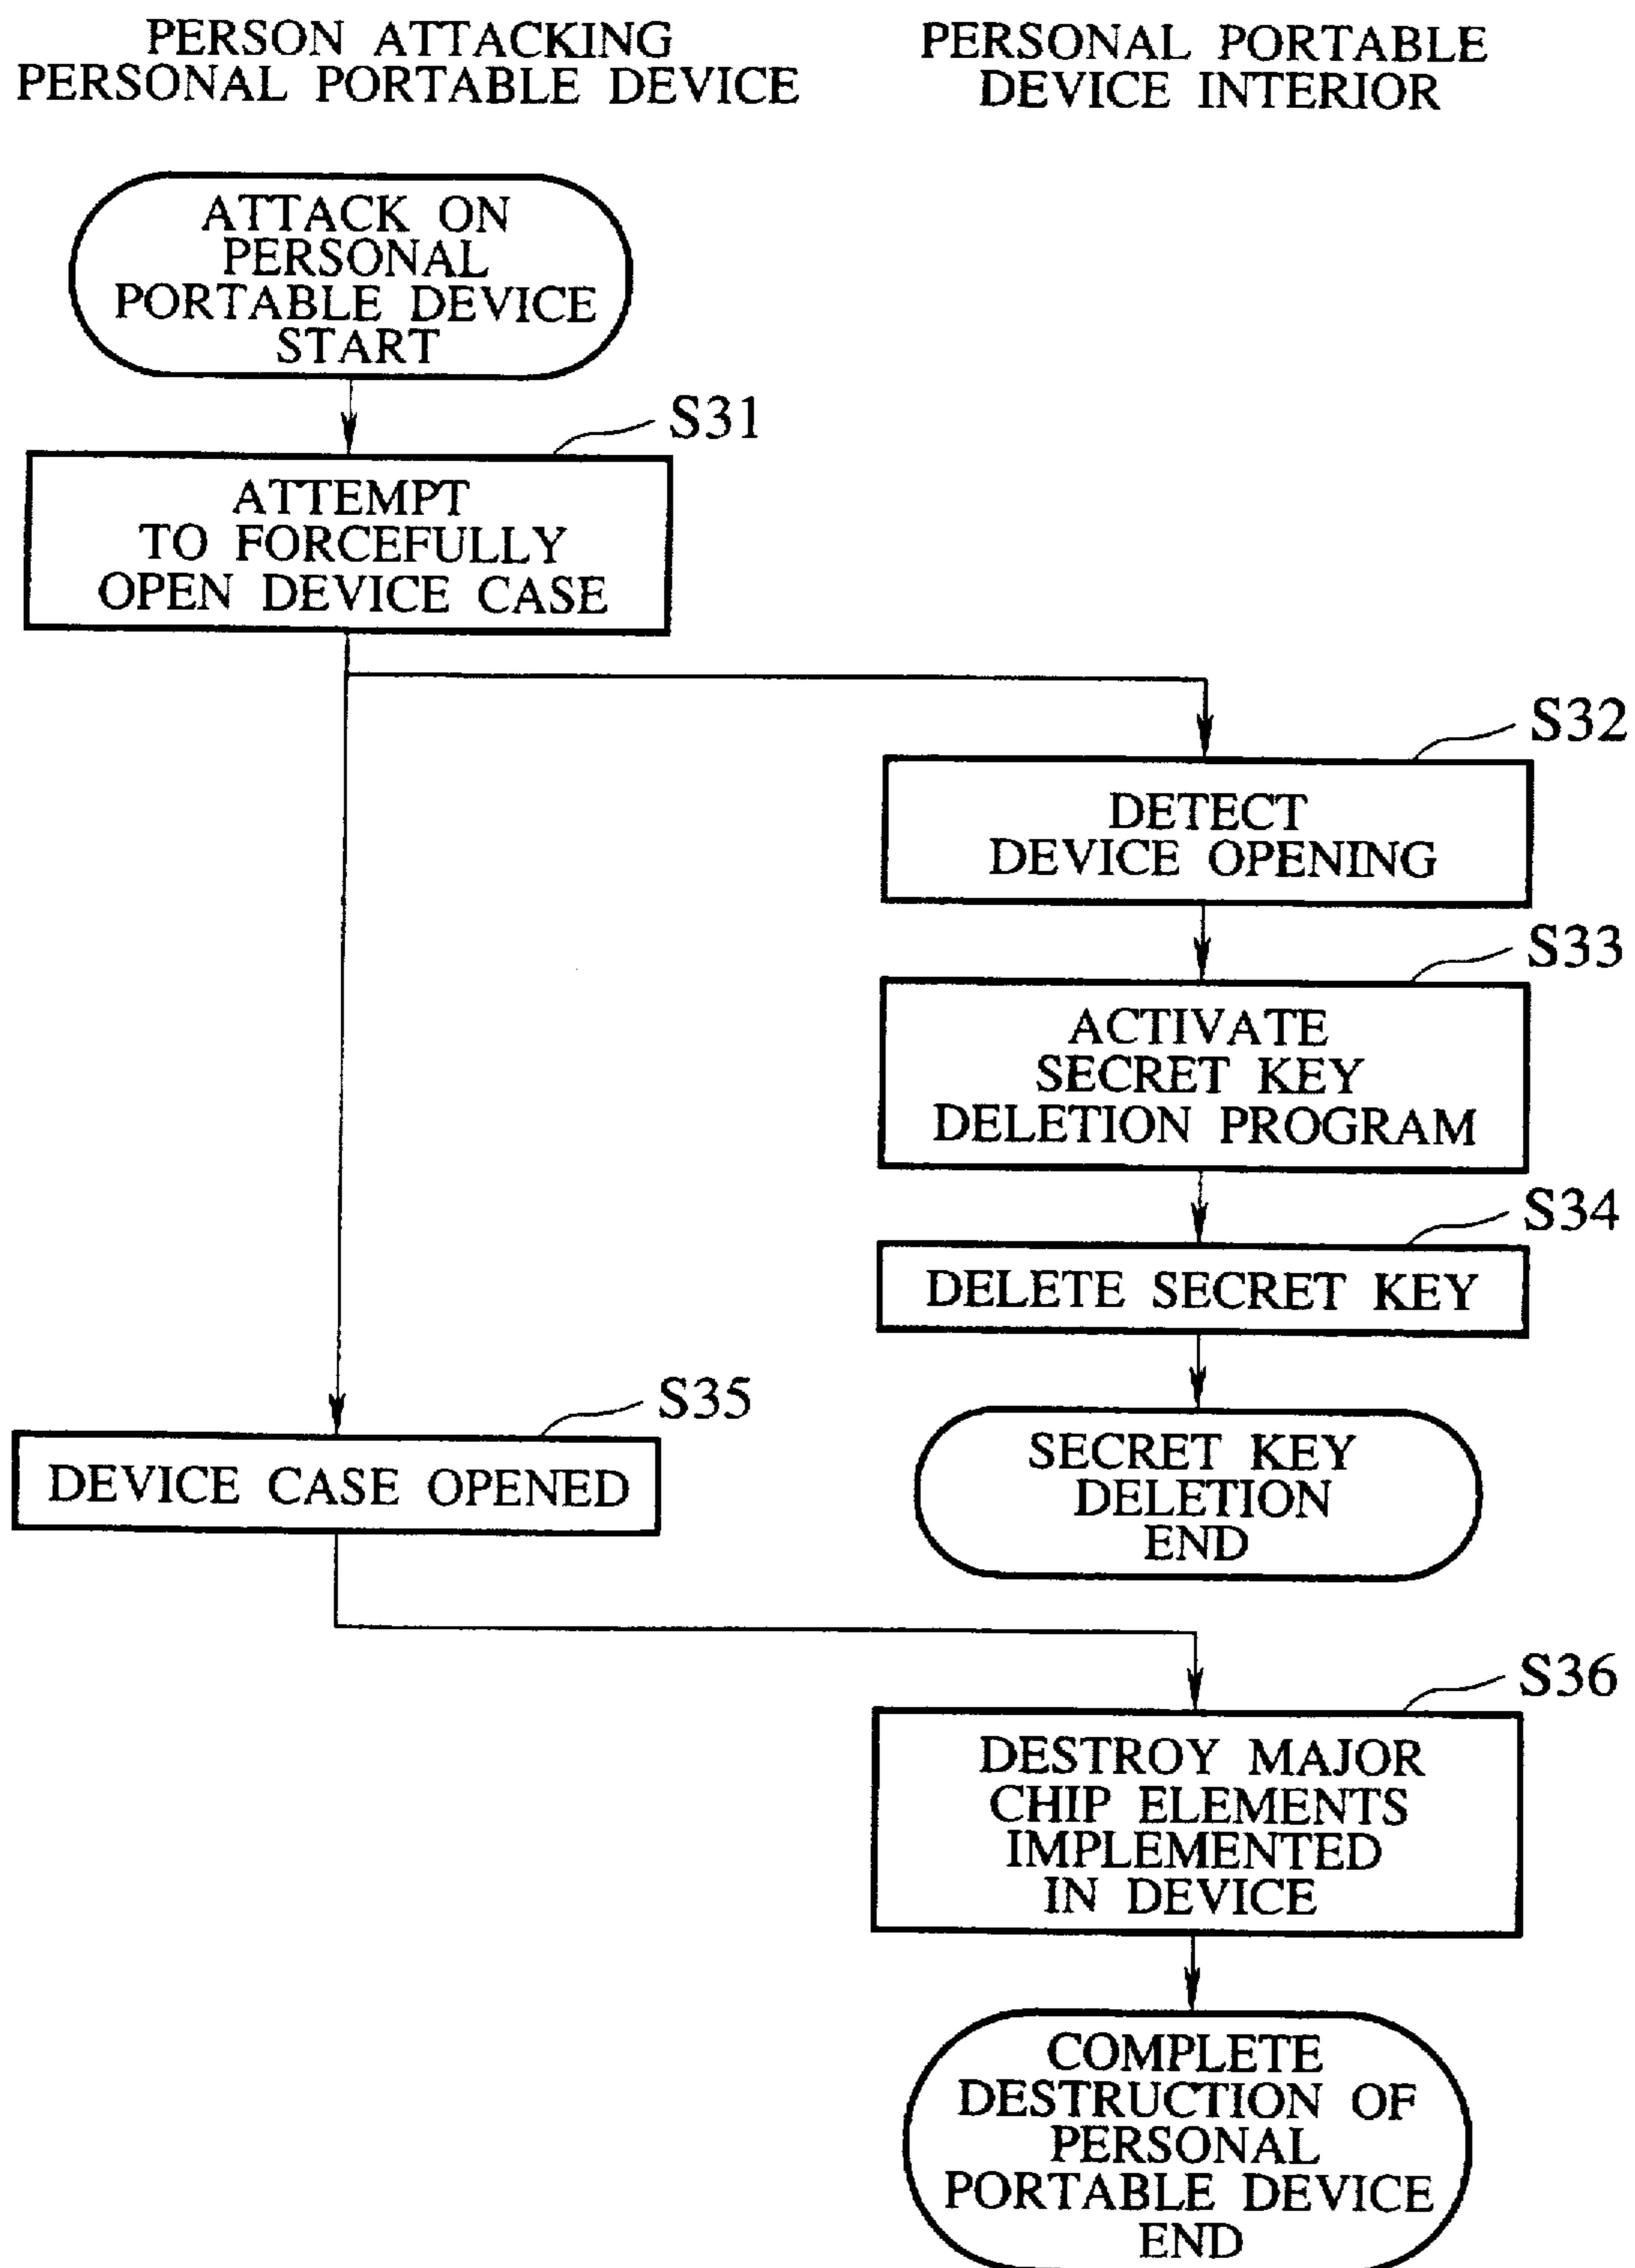 PERSON ATTACKING
PERSONAL PORTABLE DEVICE
PERSONAL PORTABLE
DEVICE INTERIOR
ATTACK ON
PERSONAL
PORTABLE DEVICE
START
S31
ATTEMPT
TO FORCEFULLY
OPEN DEVICE CASE
S32
DETECT
DEVICE OPENING
S33
ACTIVATE
SECRET KEY
DELETION PROGRAM
S34
DELETE SECRET KEY
SECRET KEY
DELETION
END
S35
DEVICE CASE OPENED
S36
DESTROY MAJOR
CHIP ELEMENTS
IMPLEMENTED
IN DEVICE
COMPLETE
DESTRUCTION OF
PERSONAL
PORTABLE DEVICE
END